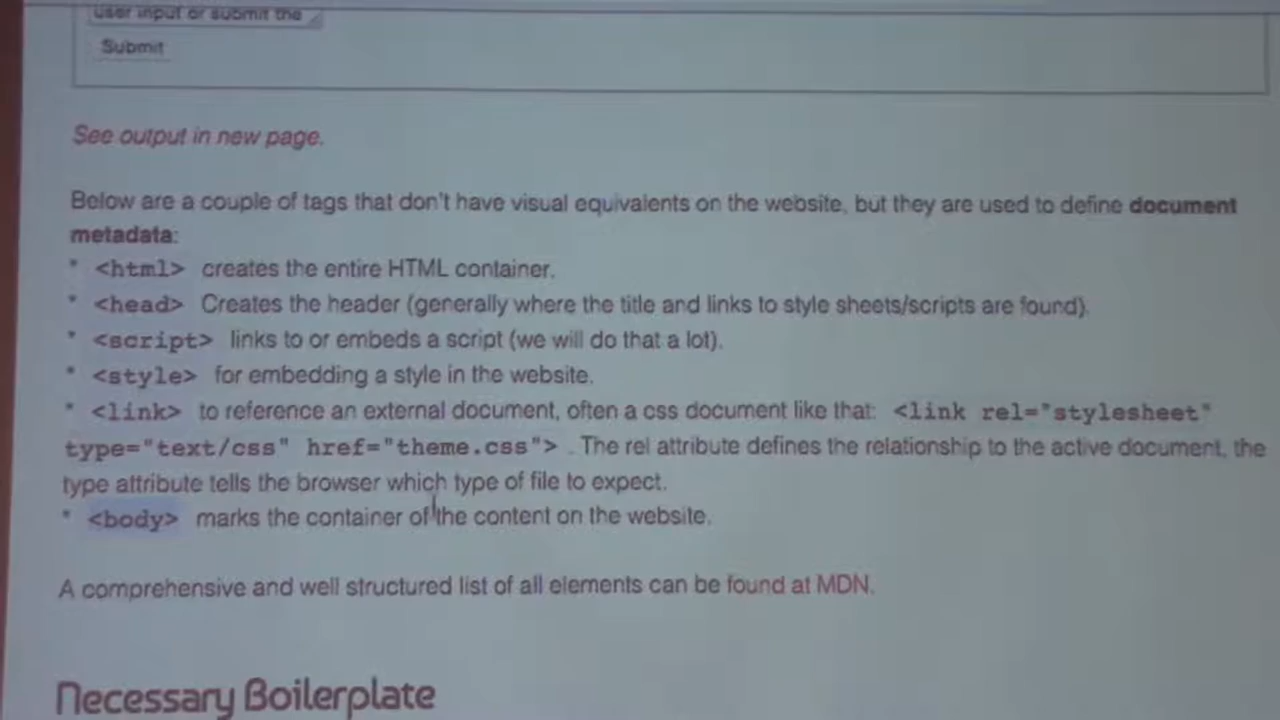 user input or submit the
Submit
See output in new page.
Below are a couple of tags that don't have visual equivalents on the website, but they are used to define document
metadata:
* <html> creates the entire HTML container.
* <head> Creates the header (generally where the title and links to style sheets/scripts are found).
* <script> links to or embeds a script (we will do that a lot).
* <style> for embedding a style in the website.
* <link> to reference an external document, often a css document like that: <link rel="stylesheet"
type="text/css" href="theme.css"> . The rel attribute defines the relationship to the active document, the
type attribute tells the browser which type of file to expect.
* <body> marks the container of the content on the website.
A comprehensive and well structured list of all elements can be found at MDN.
Necessary Boilerplate